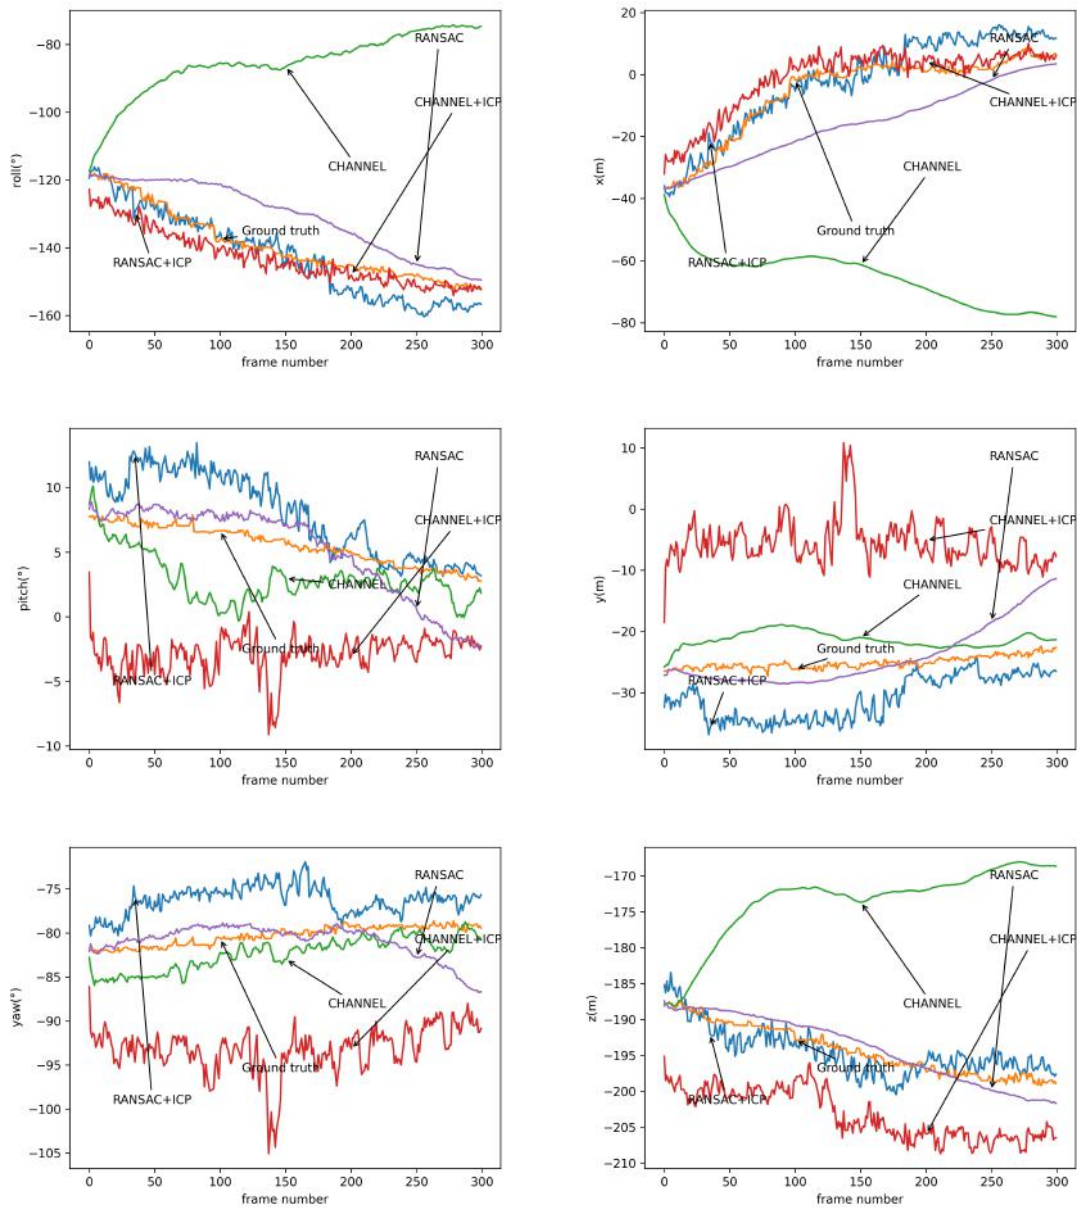 −80
−100
−120
−140
−160
roll(°)
RANSAC
CHANNEL+ICP
CHANNEL
Ground truth
RANSAC+ICP
0 50 100 150 200 250 300
frame number
20
0
−20
−40
−60
−80
x(m)
RANSAC
CHANNEL+ICP
CHANNEL
Ground truth
RANSAC+ICP
0 50 100 150 200 250 300
frame number
10
5
0
−5
−10
pitch(°)
RANSAC
CHANNEL+ICP
CHANNEL
Ground truth
RANSAC+ICP
0 50 100 150 200 250 300
frame number
10
0
−10
−20
−30
y(m)
RANSAC
CHANNEL+ICP
CHANNEL
Ground truth
RANSAC+ICP
0 50 100 150 200 250 300
frame number
−75
−80
−85
−90
−95
−100
−105
yaw(°)
RANSAC
CHANNEL+ICP
CHANNEL
Ground truth
RANSAC+ICP
0 50 100 150 200 250 300
frame number
−170
−175
−180
−185
−190
−195
−200
−205
−210
z(m)
RANSAC
CHANNEL+ICP
CHANNEL
Ground truth
RANSAC+ICP
0 50 100 150 200 250 300
frame number